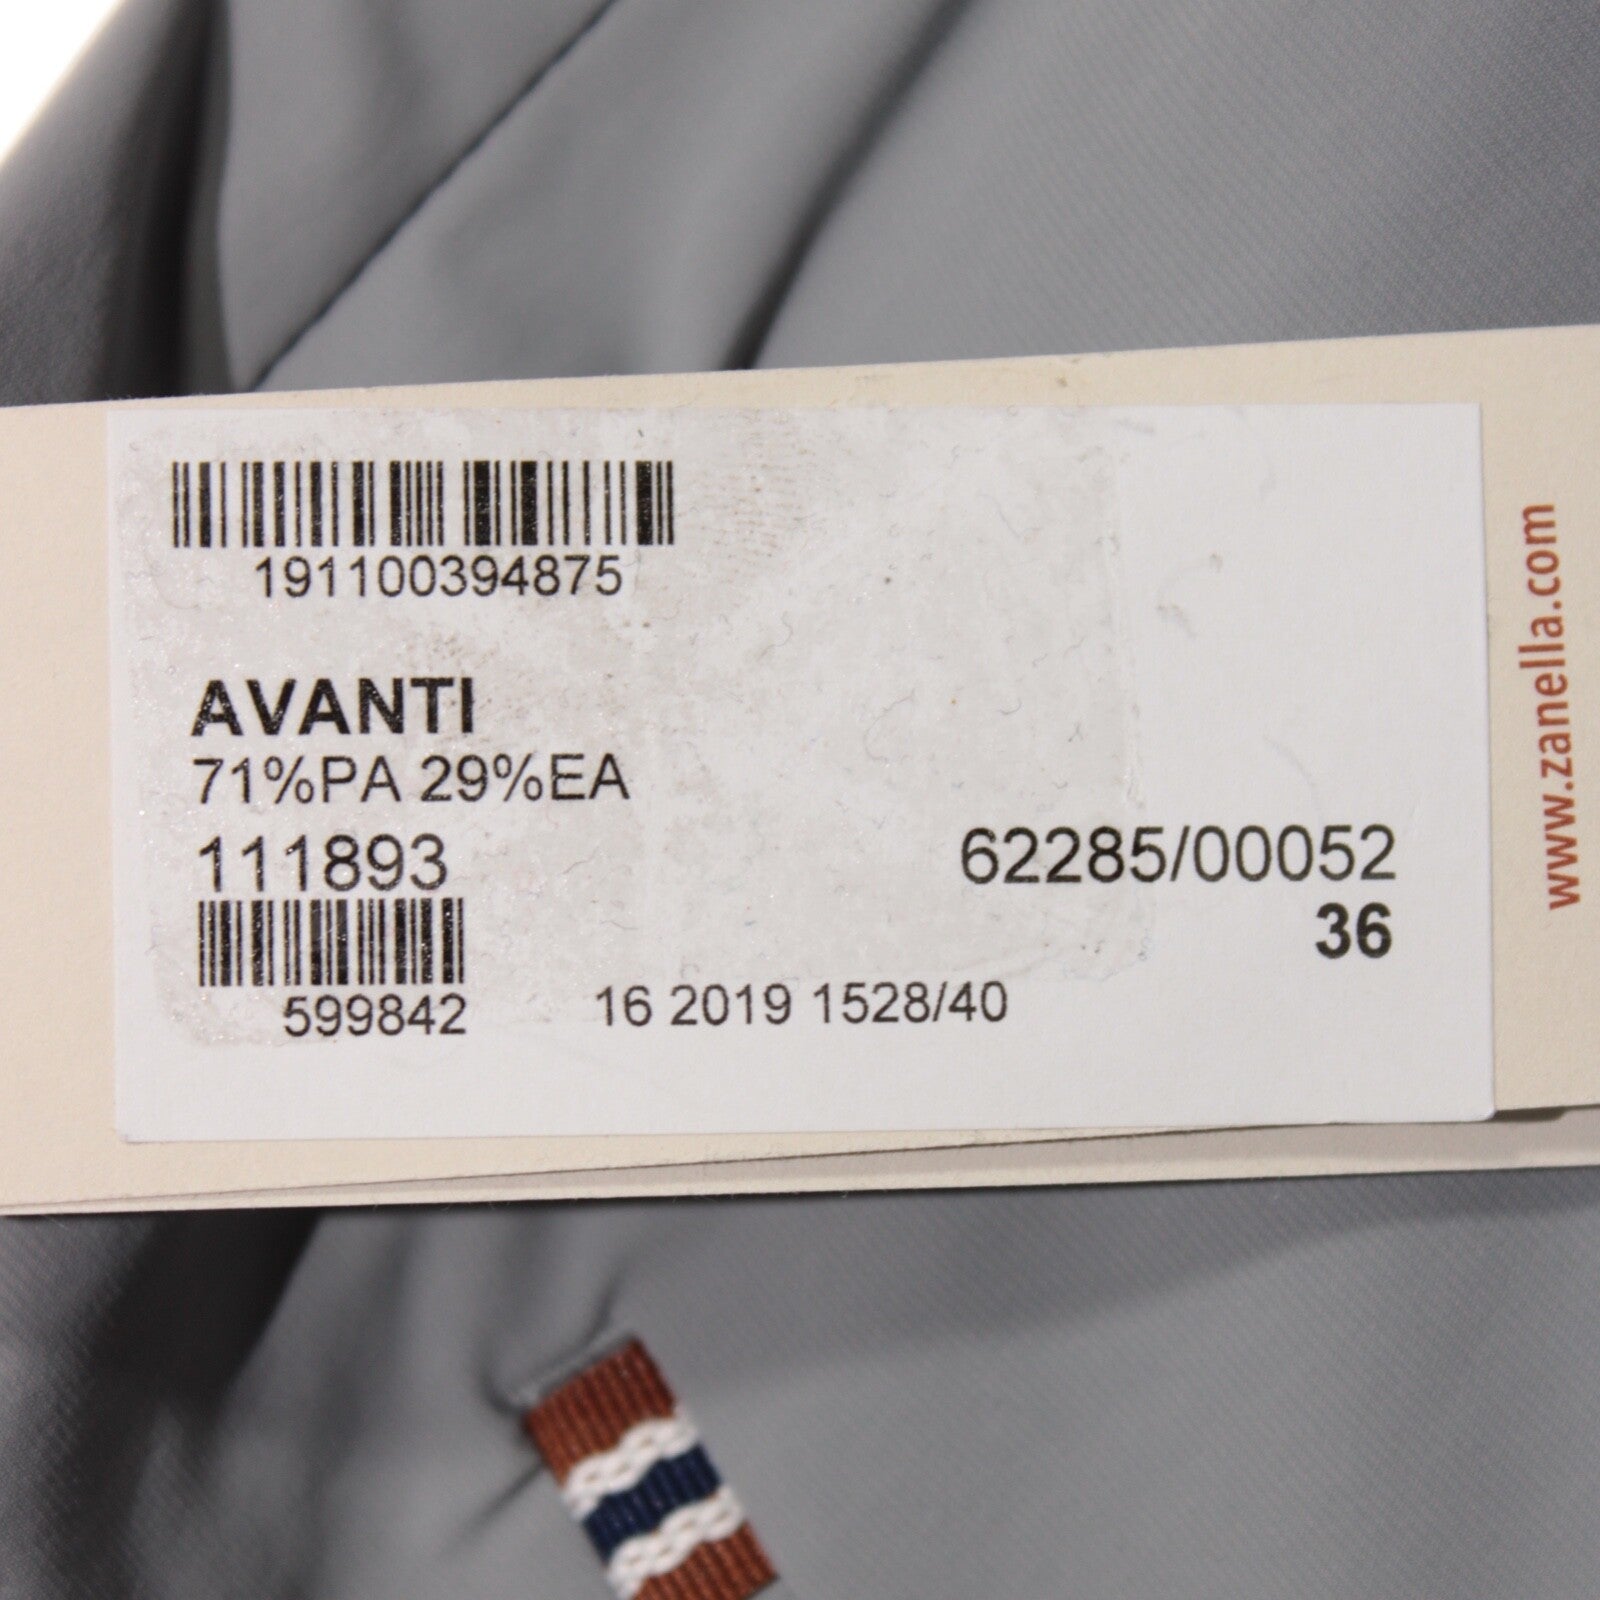 191100394875
AVANTI
71%PA 29%EA
111893
62285/00052
36
599842
16 2019 1528/40
www.zanella.com